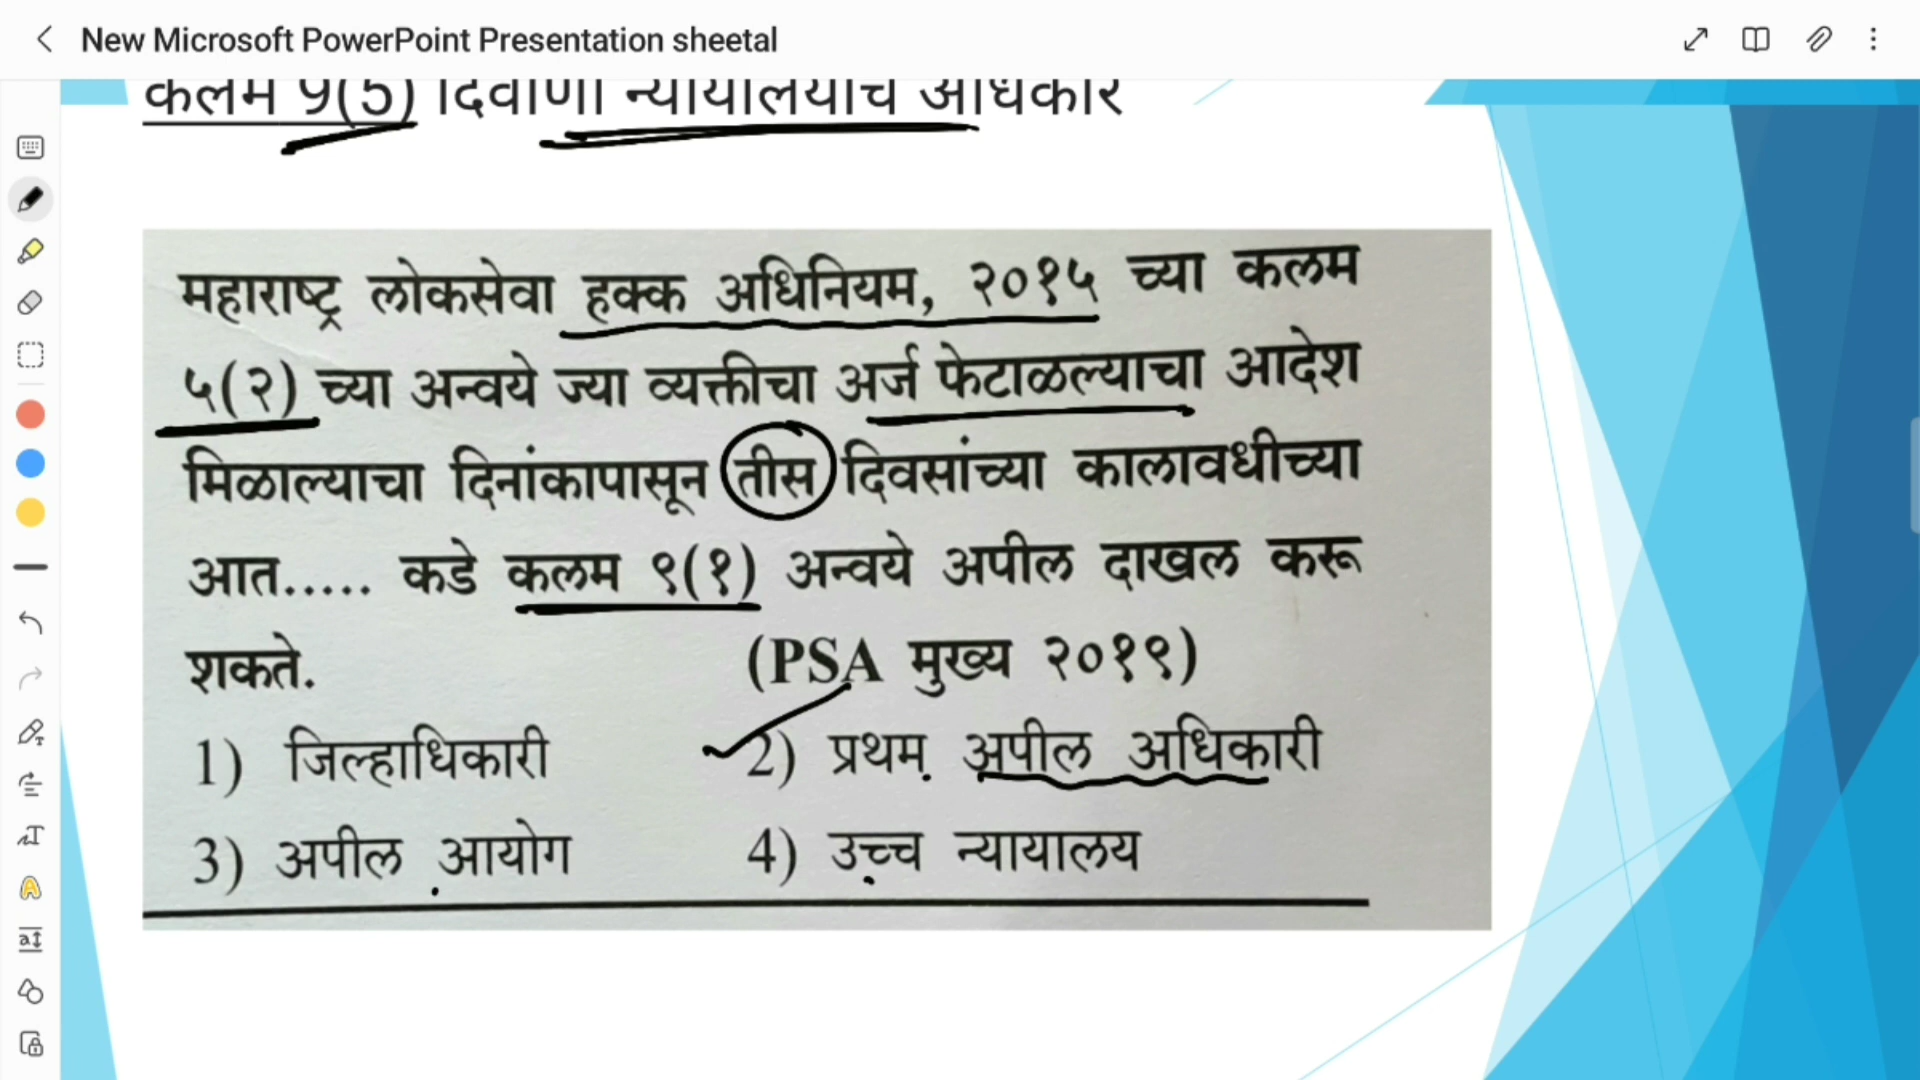 New Microsoft PowerPoint Presentation sheetal
कलम 9(5) दिवाणी न्यायालयाचे अधिकार
महाराष्ट्र लोकसेवा हक्क अधिनियम, २०१५ च्या कलम
५(२) च्या अन्वये ज्या व्यक्तीचा अर्ज फेटाळल्याचा आदेश
मिळाल्याचा दिनांकापासून तीस दिवसांच्या कालावधीच्या
आत..... कडे कलम ९(१) अन्वये अपील दाखल करू
शकते. (PSA मुख्य २०१९)
1) जिल्हाधिकारी 2) प्रथम अपील अधिकारी
3) अपील आयोग 4) उच्च न्यायालय